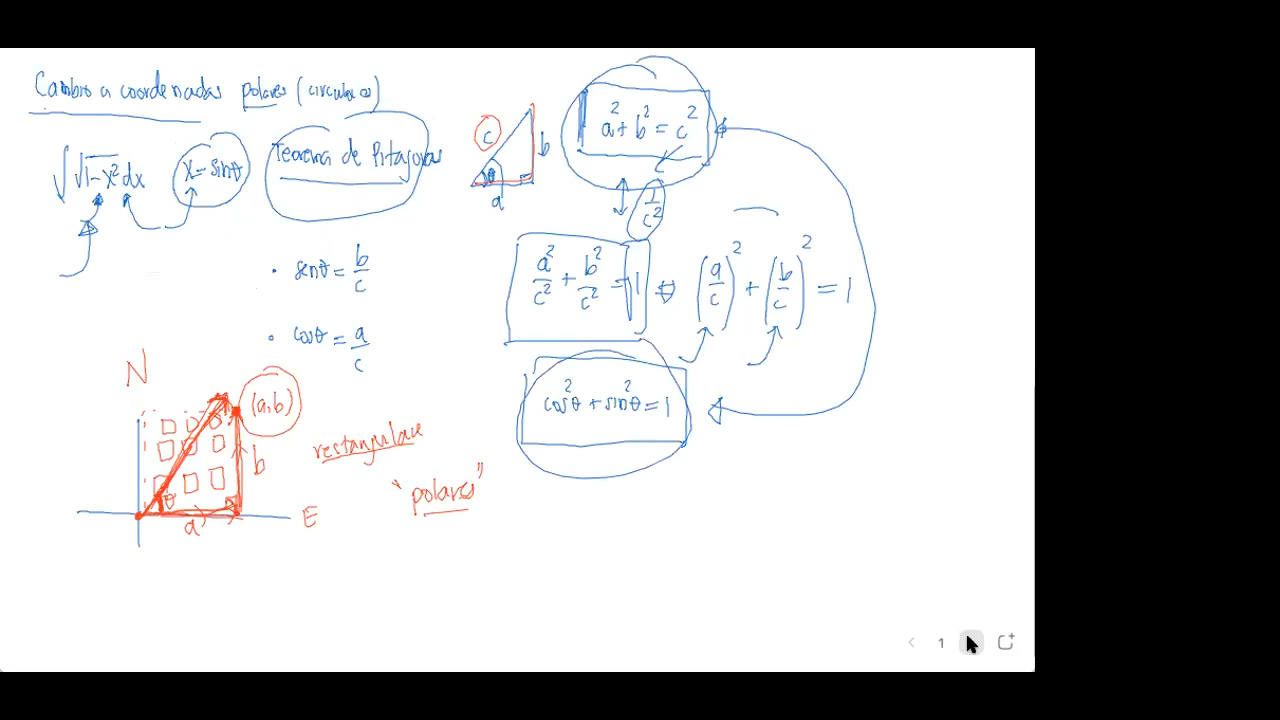 Cambio a coordenadas polares (circulares)
∫√1-x² dx
x=sinθ
Teorema de Pitágoras
c
b
θ
a
a²+b²=c²
1/c²
• senθ = b/c
a²/c² + b²/c² = 1 ⇔ (a/c)² + (b/c)² = 1
• cosθ = a/c
cos²θ + sin²θ = 1
N
(a,b)
b
θ
a
E
rectangulares
"polares"
1